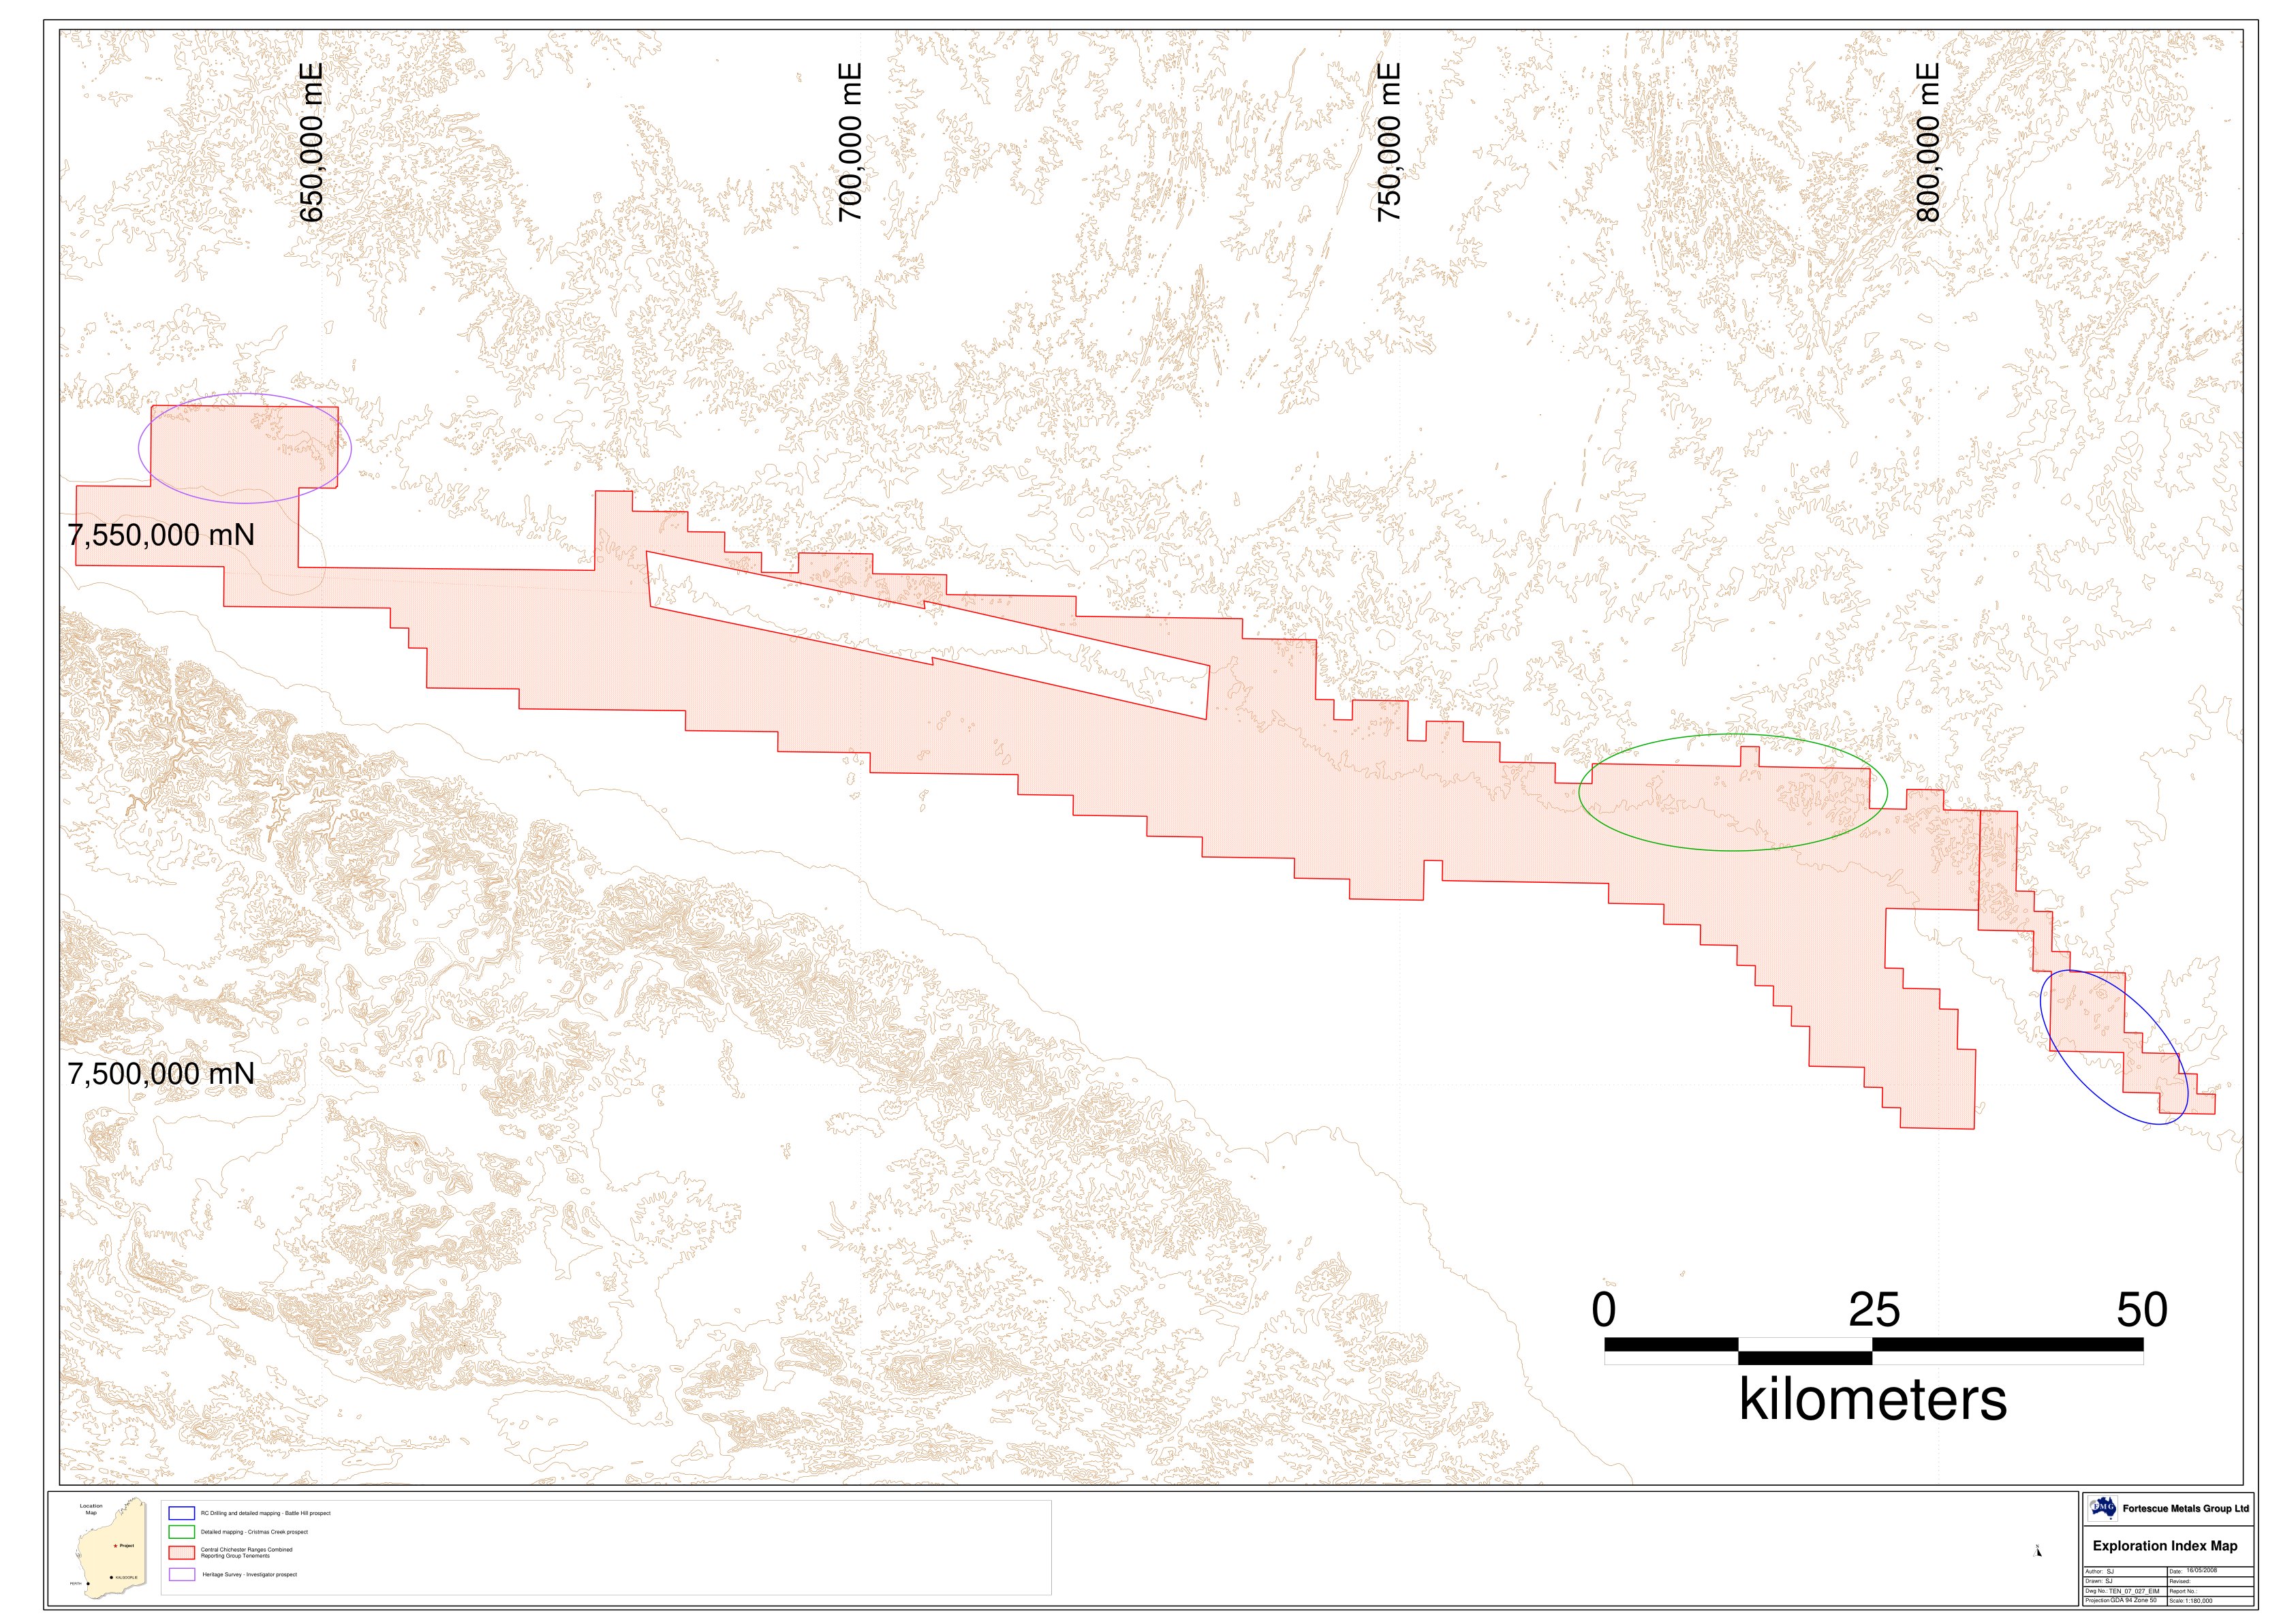 650,000 mE
700,000 mE
750,000 mE
800,000 mE
7,550,000 mN
7,500,000 mN
0 25 50
kilometers
Location
Map
Project
KALGOORLIE
PERTH
RC Drilling and detailed mapping - Battle Hill prospect
Detailed mapping - Cristmas Creek prospect
Central Chichester Ranges Combined
Reporting Group Tenements
Heritage Survey - Investigator prospect
N
FMG
Fortescue Metals Group Ltd
Exploration Index Map
Author: SJ
Date: 16/05/2008
Drawn: SJ
Revised:
Dwg No.: TEN_07_027_EIM
Report No.:
Projection:GDA 94 Zone 50
Scale: 1:180,000